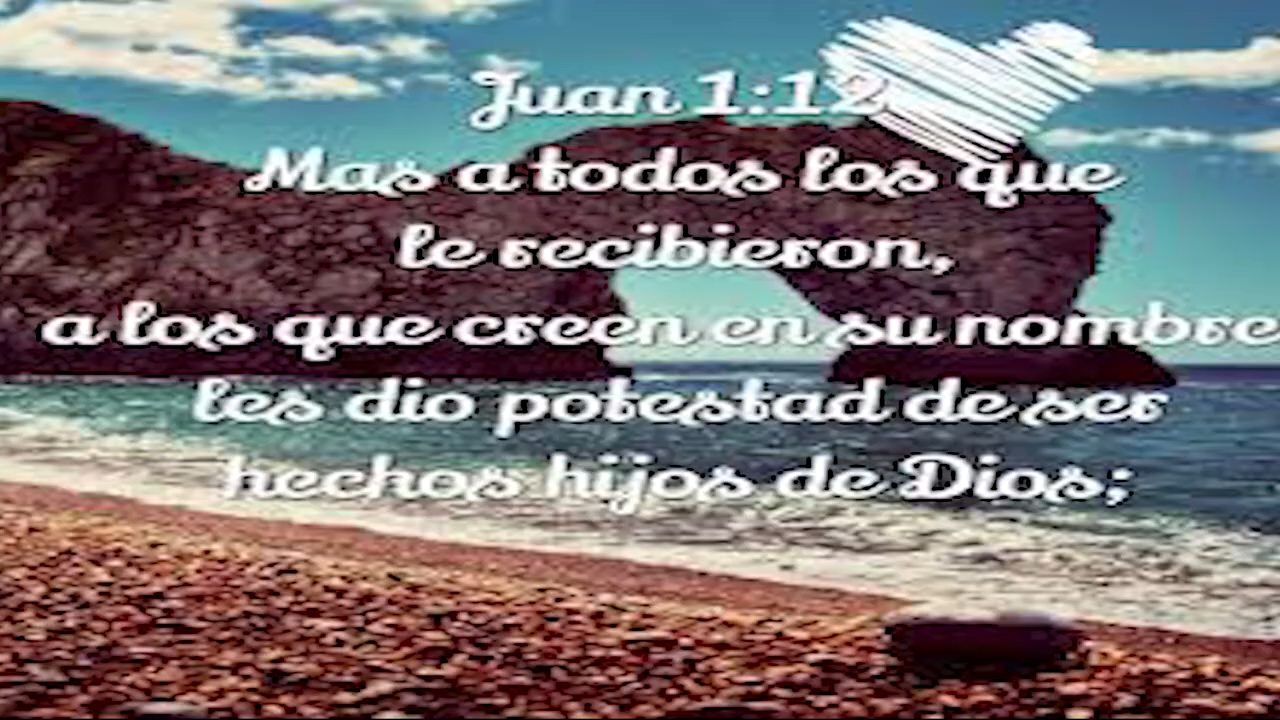 Juan 1:12
Mas a todos los que
le recibieron,
a los que creen en su nombre
les dio potestad de ser
hechos hijos de Dios;